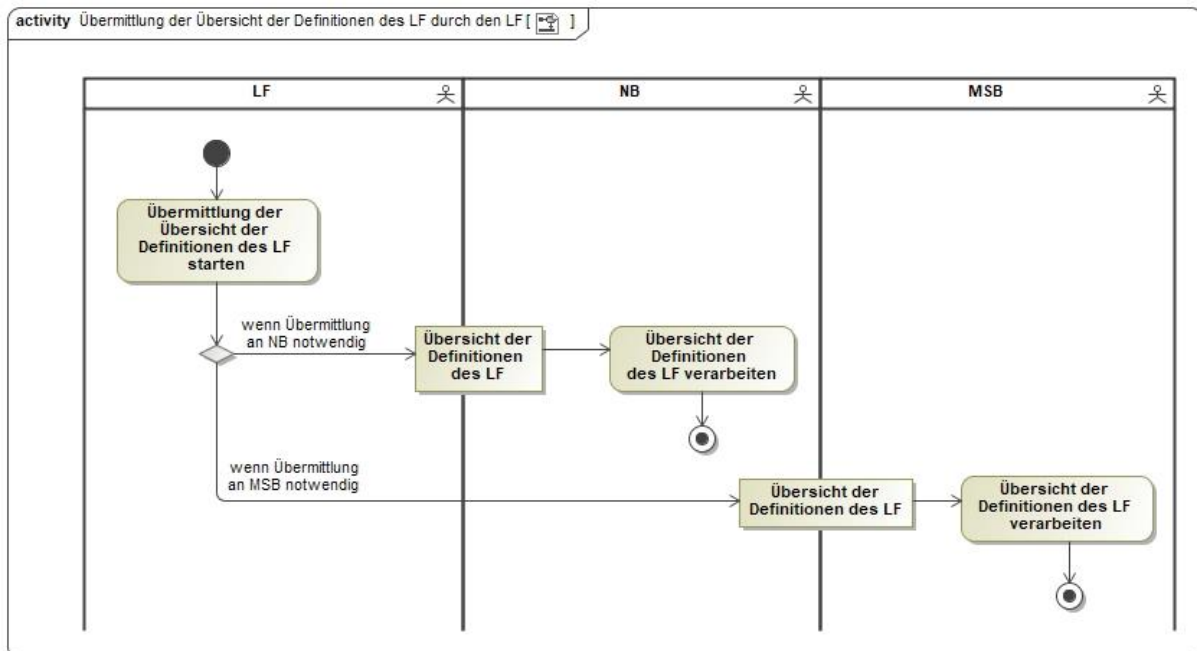 activity Übermittlung der Übersicht der Definitionen des LF durch den LF [ ]
LF
NB
MSB
Übermittlung der
Übersicht der
Definitionen des LF
starten
wenn Übermittlung
an NB notwendig
Übersicht der
Definitionen
des LF
Übersicht der
Definitionen
des LF verarbeiten
wenn Übermittlung
an MSB notwendig
Übersicht der
Definitionen des LF
Übersicht der
Definitionen des LF
verarbeiten